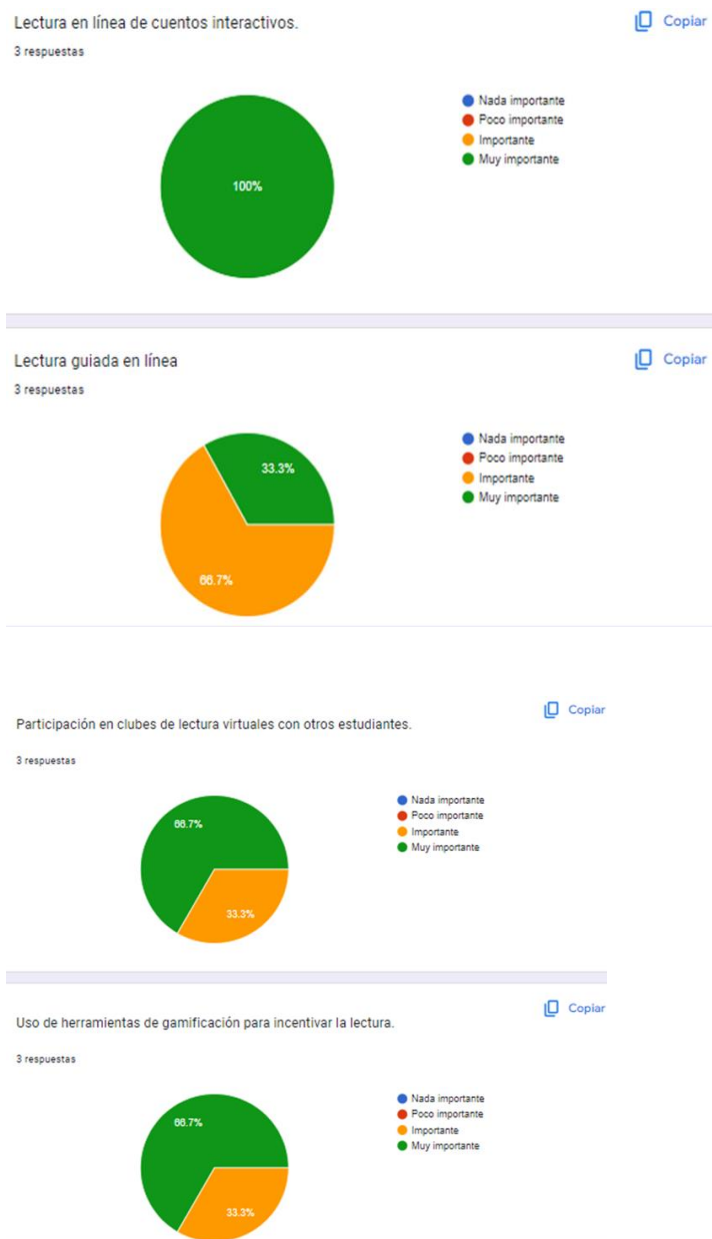 Lectura en línea de cuentos interactivos.
Copiar
3 respuestas
Nada importante
Poco importante
Importante
Muy importante
100%
Lectura guiada en línea
Copiar
3 respuestas
Nada importante
Poco importante
Importante
Muy importante
33.3%
66.7%
Copiar
Participación en clubes de lectura virtuales con otros estudiantes.
3 respuestas
Nada importante
Poco importante
Importante
Muy importante
66.7%
33.3%
Copiar
Uso de herramientas de gamificación para incentivar la lectura.
3 respuestas
Nada importante
Poco importante
Importante
Muy importante
66.7%
33.3%